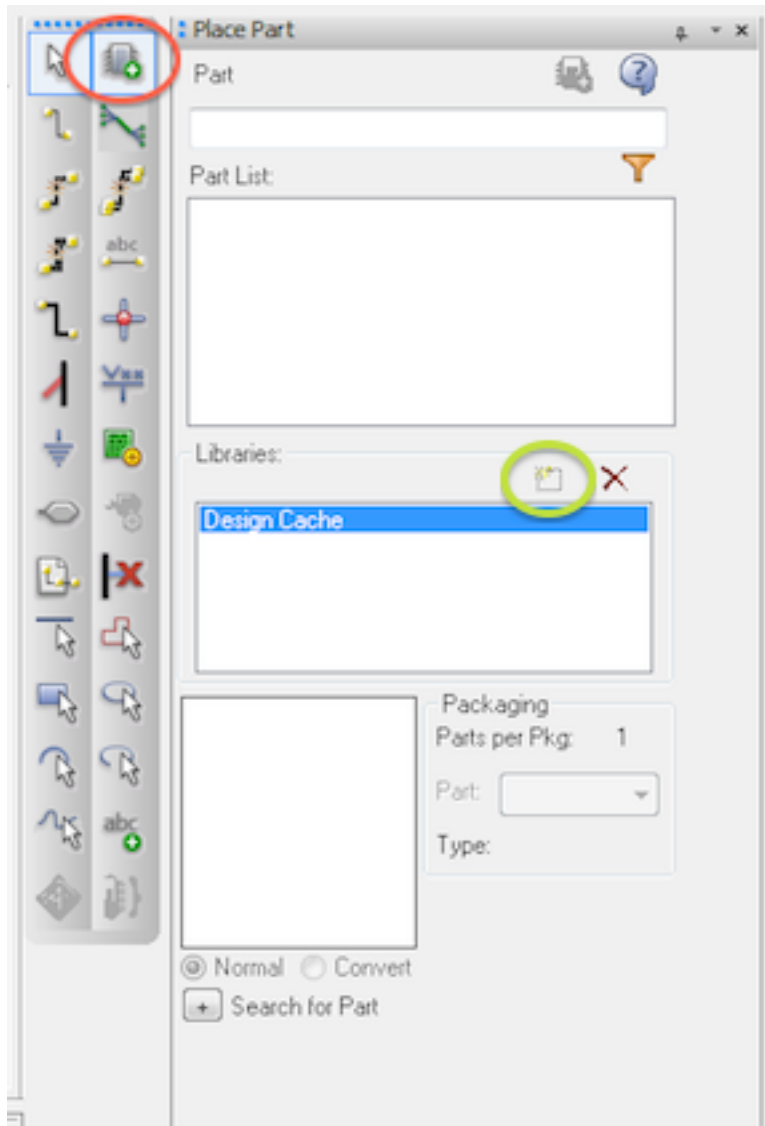 Place Part
Part
Part List:
abc
Libraries:
Design Cache
Packaging
Parts per Pkg: 1
Part:
Type:
abc
Normal Convert
+ Search for Part